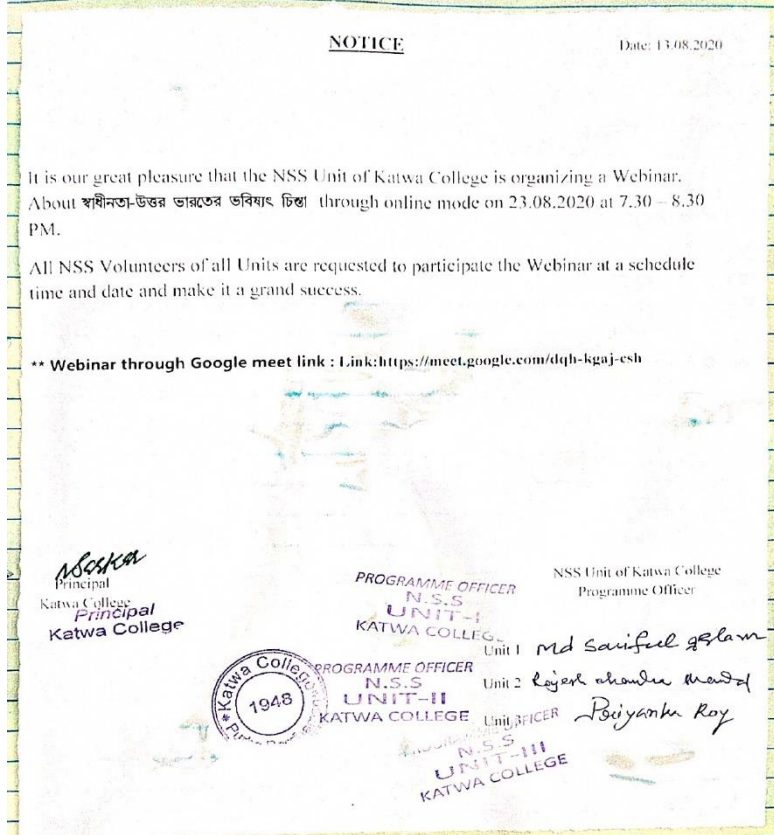 NOTICE
Date: 13.08.2020
It is our great pleasure that the NSS Unit of Katwa College is organizing a Webinar.
About স্বাধীনতা-উত্তর ভারতের ভবিষ্যৎ চিন্তা through online mode on 23.08.2020 at 7.30 – 8.30
PM.
All NSS Volunteers of all Units are requested to participate the Webinar at a schedule
time and date and make it a grand success.
** Webinar through Google meet link : Link:https://meet.google.com/dqh-kgaj-esh
Principal
Katwa College
Principal
Katwa College
NSS Unit of Katwa College
Programme Officer
PROGRAMME OFFICER
N.S.S
UNIT-I
KATWA COLLEGE
Unit 1 Md Sariful Islam
Katwa College
1948
PROGRAMME OFFICER
N.S.S
UNIT-II
KATWA COLLEGE
Unit 2 Rajesh Chandra Mandal
Unit Priyanka Roy
OFFICER
N.S.S
UNIT-III
KATWA COLLEGE